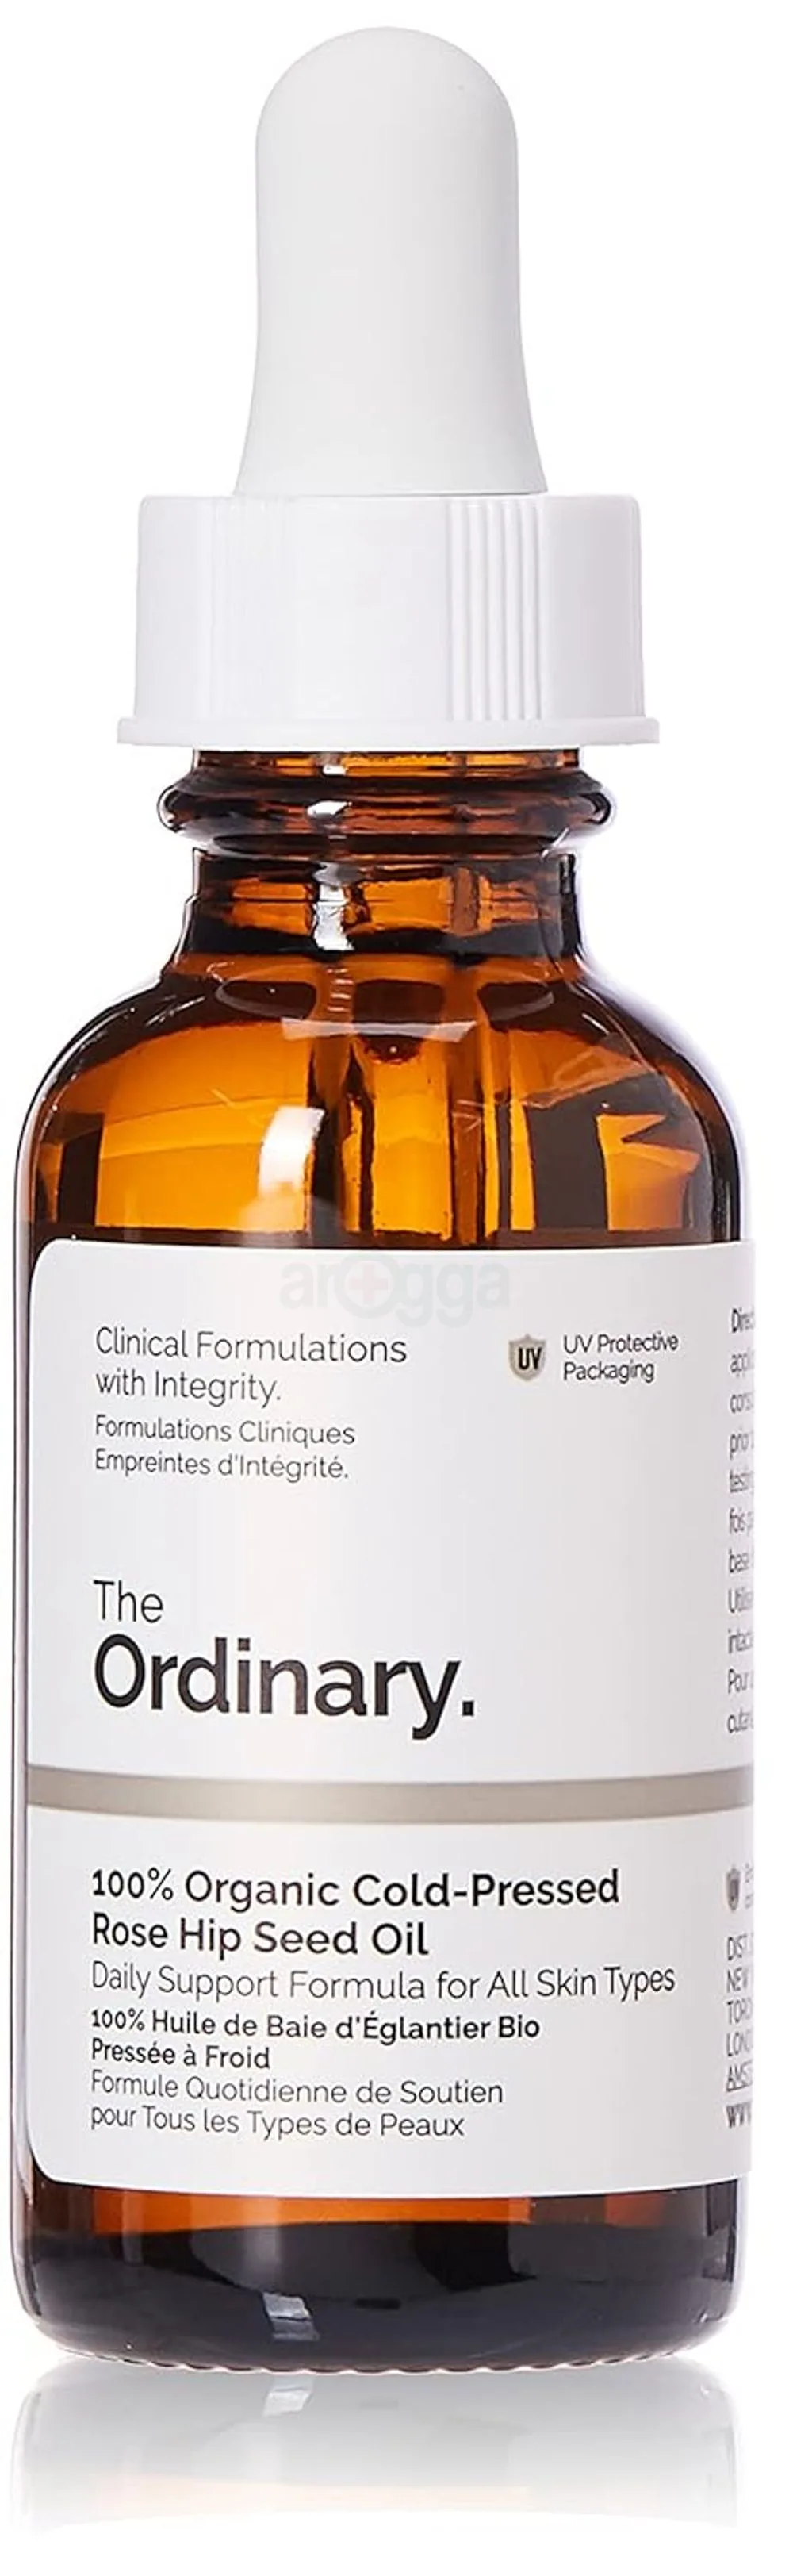 arogga
Clinical Formulations
with Integrity.
Formulations Cliniques
Empreintes d'Intégrité.
UV
UV Protective
Packaging
The
Ordinary.
100% Organic Cold-Pressed
Rose Hip Seed Oil
Daily Support Formula for All Skin Types
100% Huile de Baie d'Églantier Bio
Pressée à Froid
Formule Quotidienne de Soutien
pour Tous les Types de Peaux